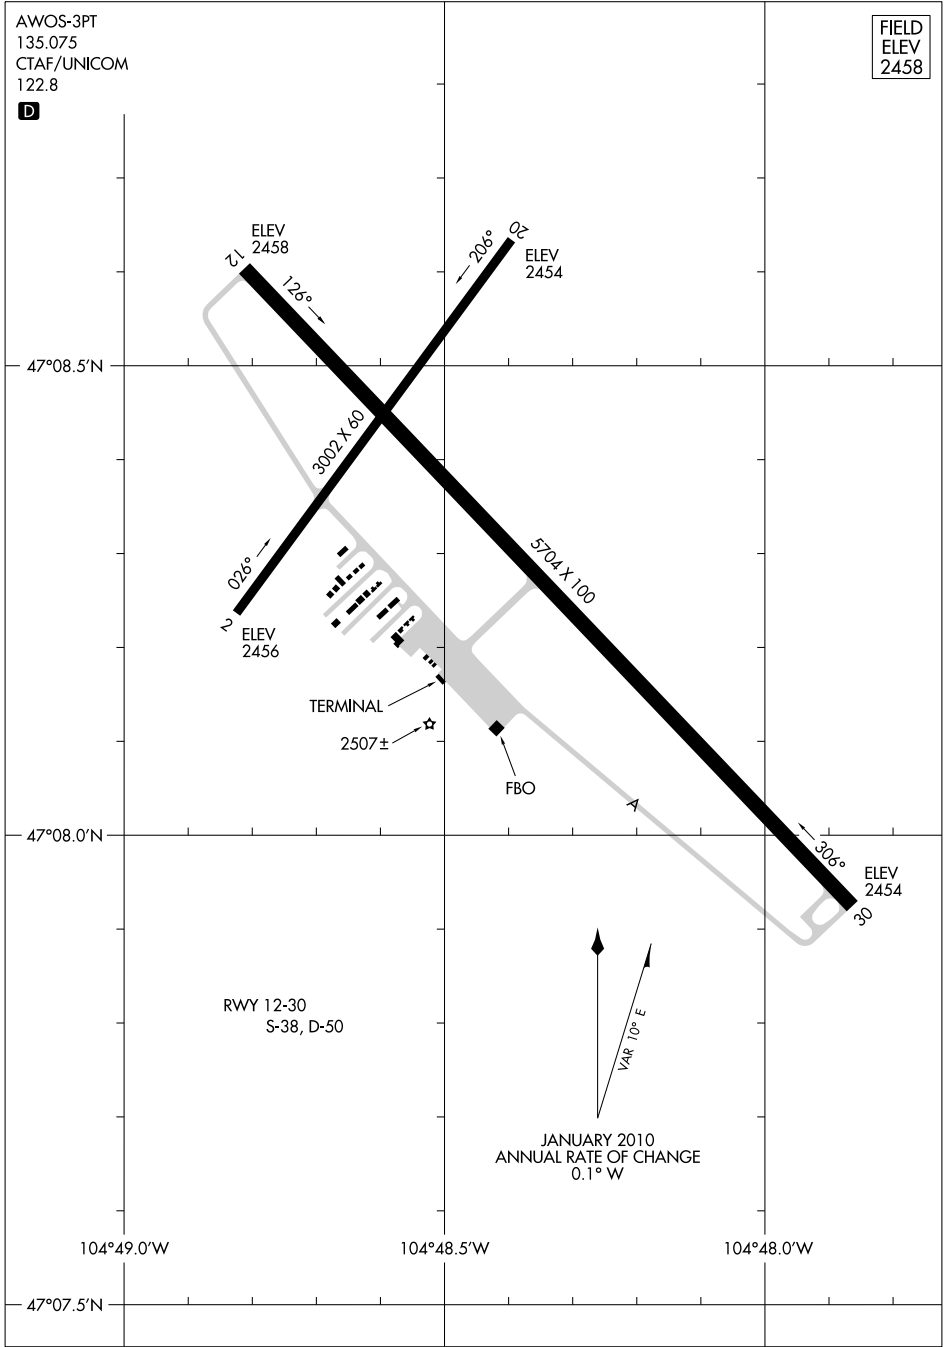 AWOS-3PT
135.075
CTAF/UNICOM
122.8
D
FIELD
ELEV
2458
ELEV
2458
12
126°
20
206°
ELEV
2454
47°08.5'N
3002 X 60
5704 X 100
026°
2
ELEV
2456
TERMINAL
2507±
FBO
A
47°08.0'N
306°
ELEV
2454
30
RWY 12-30
S-38, D-50
VAR 10° E
JANUARY 2010
ANNUAL RATE OF CHANGE
0.1° W
104°49.0'W
104°48.5'W
104°48.0'W
47°07.5'N